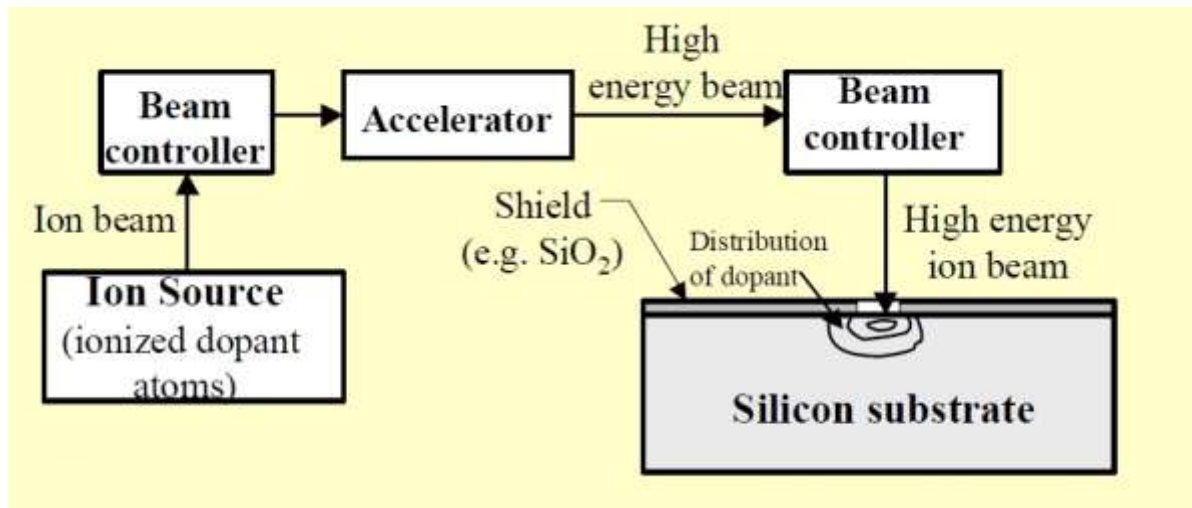 High
energy beam
Beam
controller
Accelerator
Beam
controller
Ion beam
Shield
(e.g. SiO₂)
Distribution
of dopant
High energy
ion beam
Ion Source
(ionized dopant
atoms)
Silicon substrate